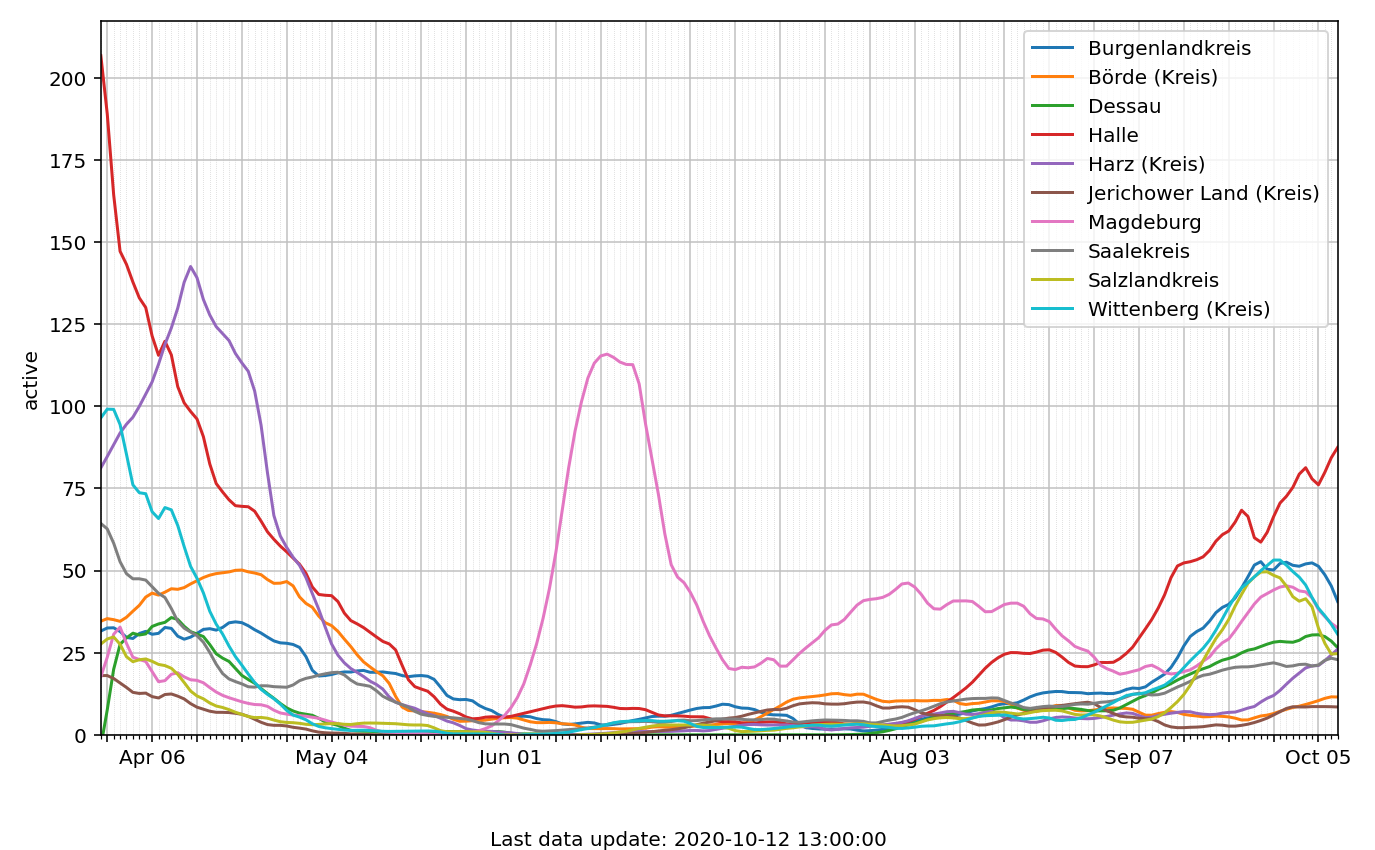 200
175
150
125
100
75
50
25
0
active
Burgenlandkreis
Börde (Kreis)
Dessau
Halle
Harz (Kreis)
Jerichower Land (Kreis)
Magdeburg
Saalekreis
Salzlandkreis
Wittenberg (Kreis)
Apr 06 May 04 Jun 01 Jul 06 Aug 03 Sep 07 Oct 05
Last data update: 2020-10-12 13:00:00